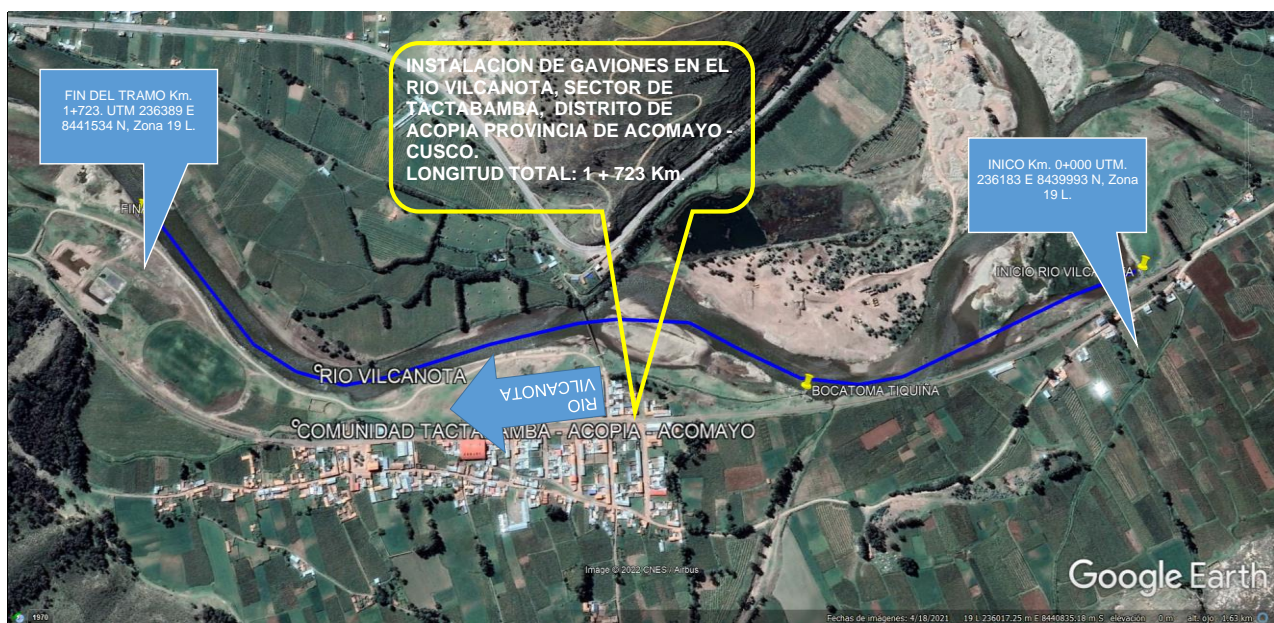 FIN DEL TRAMO Km.
1+723. UTM 236389 E
8441534 N, Zona 19 L.
INSTALACION DE GAVIONES EN EL
RIO VILCANOTA, SECTOR DE
TACTABAMBA, DISTRITO DE
ACOPIA PROVINCIA DE ACOMAYO -
CUSCO.
LONGITUD TOTAL: 1 + 723 Km.
INICO Km. 0+000 UTM.
236183 E 8439993 N, Zona
19 L.
FIN
INICIO RIO VILCANOTA
RIO VILCANOTA
RIO
VILCANOTA
BOCATOMA TIQUIÑA
COMUNIDAD TACTABAMBA - ACOPIA - ACOMAYO
Image © 2022 CNES / Airbus
Google Earth
1970
Fechas de imágenes: 4/18/2021 19 L 236017.25 m E 8440835.18 m S elevación 0 m alt. ojo 1.63 km